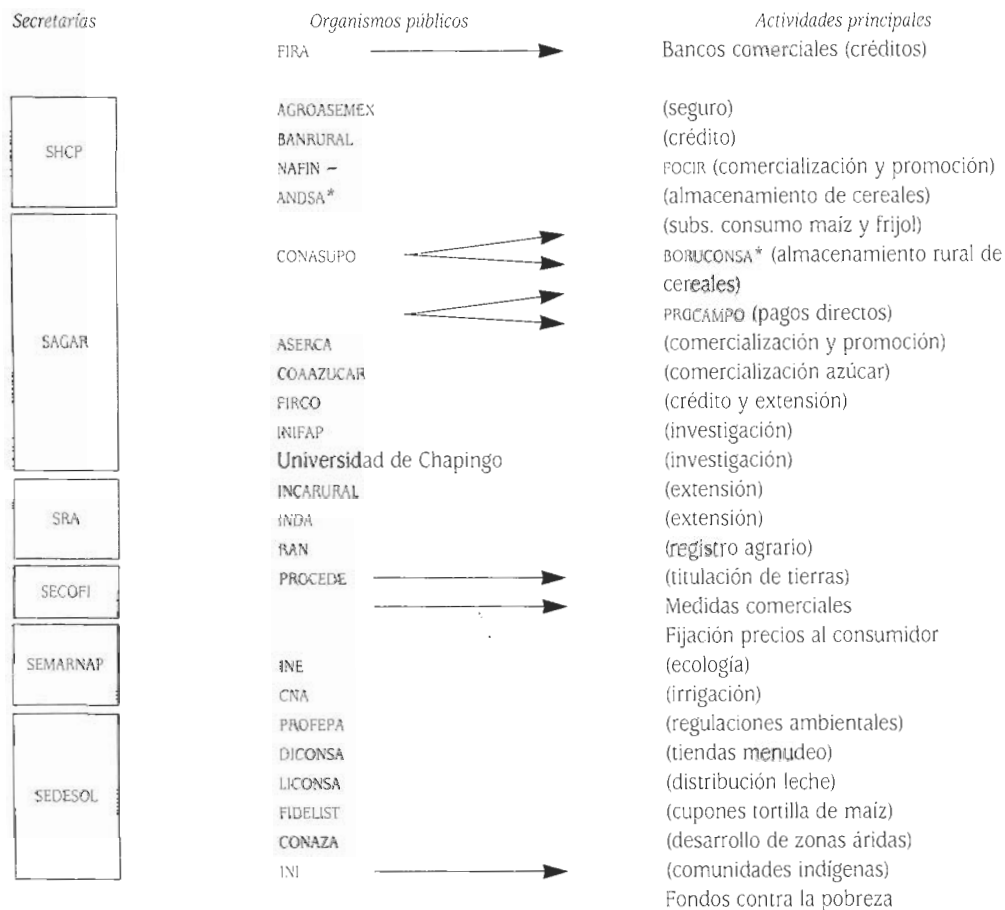 Secretarías Organismos públicos Actividades principales
FIRA Bancos comerciales (créditos)
AGROASEMEX (seguro)
BANRURAL (crédito)
SHCP
NAFIN – FOCIR (comercialización y promoción)
ANDSA* (almacenamiento de cereales)
(subs. consumo maíz y frijol)
CONASUPO BORUCONSA* (almacenamiento rural de
cereales)
PROCAMPO (pagos directos)
SAGAR ASERCA (comercialización y promoción)
COAAZUCAR (comercialización azúcar)
FIRCO (crédito y extensión)
INIFAP (investigación)
Universidad de Chapingo (investigación)
INCARURAL (extensión)
SRA INDA (extensión)
RAN (registro agrario)
PROCEDE (titulación de tierras)
SECOFI
Medidas comerciales
Fijación precios al consumidor
SEMARNAP INE (ecología)
CNA (irrigación)
PROFEPA (regulaciones ambientales)
DICONSA (tiendas menudeo)
LICONSA (distribución leche)
SEDESOL
FIDELIST (cupones tortilla de maíz)
CONAZA (desarrollo de zonas áridas)
INI (comunidades indígenas)
Fondos contra la pobreza